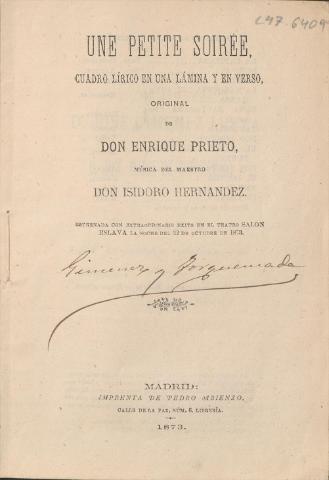 C47-6409
UNE PETITE SOIRÉE,
CUADRO LÍRICO EN UNA LÁMINA Y EN VERSO,
ORIGINAL
DE
DON ENRIQUE PRIETO,
MÚSICA DEL MAESTRO
DON ISIDORO HERNANDEZ.
ESTRENADA CON EXTRAORDINARIO ÉXITO EN EL TEATRO SALON
ESLAVA LA NOCHE DEL 22 DE OCTUBRE DE 1873.
Gimenez y Torquemada
MADRID:
IMPRENTA DE PEDRO
CALLE DE LA PAZ, NÚM. 6, LIBRERÍA.
1873.